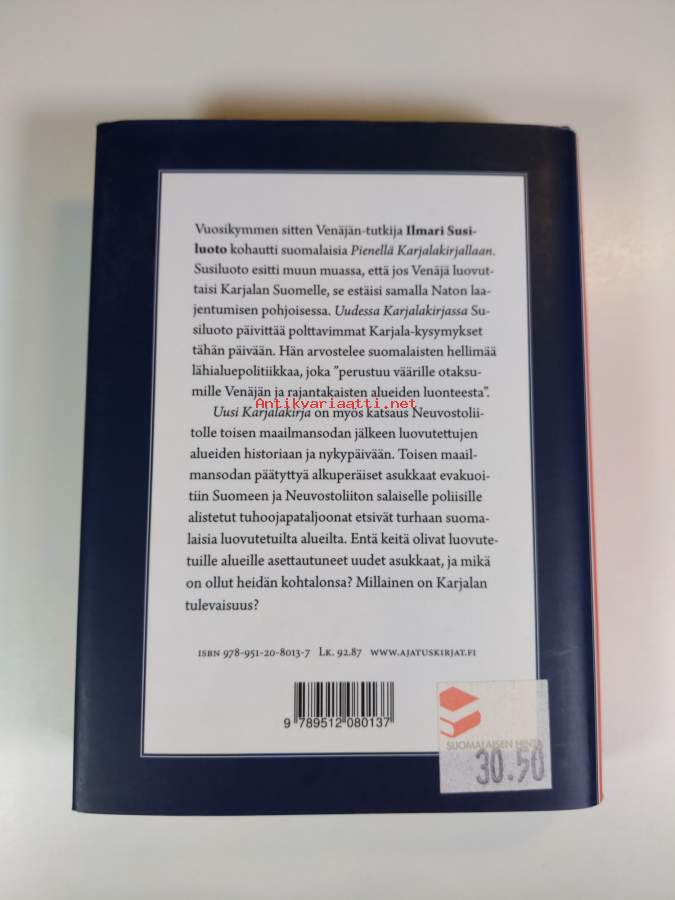 Vuosikymmen sitten Venäjän-tutkija Ilmari Susi-
luoto kohautti suomalaisia Pienellä Karjalakirjallaan.
Susiluoto esitti muun muassa, että jos Venäjä luovut-
taisi Karjalan Suomelle, se estäisi samalla Naton laa-
jentumisen pohjoisessa. Uudessa Karjalakirjassa Su-
siluoto päivittää polttavimmat Karjala-kysymykset
tähän päivään. Hän arvostelee suomalaisten hellimää
lähialuepolitiikkaa, joka ”perustuu väärille otaksu-
mille Venäjän ja rajantakaisten alueiden luonteesta”.
Antikvariaatti.net
Uusi Karjalakirja on myös katsaus Neuvostolii-
tolle toisen maailmansodan jälkeen luovutettujen
alueiden historiaan ja nykypäivään. Toisen maail-
mansodan päätyttyä alkuperäiset asukkaat evakuoi-
tiin Suomeen ja Neuvostoliiton salaiselle poliisille
alistetut tuhoojapataljoonat etsivät turhaan suoma-
laisia luovutetuilta alueilta. Entä keitä olivat luovute-
tuille alueille asettautuneet uudet asukkaat, ja mikä
on ollut heidän kohtalonsa? Millainen on Karjalan
tulevaisuus?
ISBN 978-951-20-8013-7 LK. 92.87 WWW.AJATUSKIRJAT.FI
9 789512 080137
SUOMALAISEN HINTA
30.50